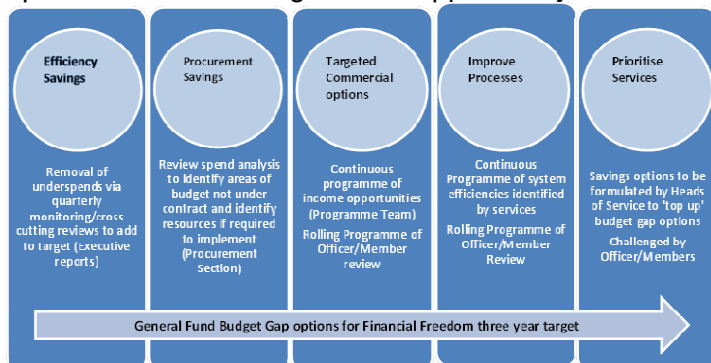 Efficiency
Savings
Removal of
underspends via
quarterly
monitoring/cross
cutting reviews to add
to target (Executive
reports)
Procurement
Savings
Review spend analysis
to identify areas of
budget not under
contract and identify
resources if required
to implement
(Procurement
Section)
Targeted
Commercial
options
Continuous
programme of
income opportunities
(Programme Team)
Rolling Programme of
Officer/Member
review
Improve
Processes
Continuous
Programme of system
efficiencies identified
by services
Rolling Programme of
Officer/Member
Review
Prioritise
Services
Savings options to be
formulated by Heads
of Service to 'top up'
budget gap options
Challenged by
Officer/Members
General Fund Budget Gap options for Financial Freedom three year target